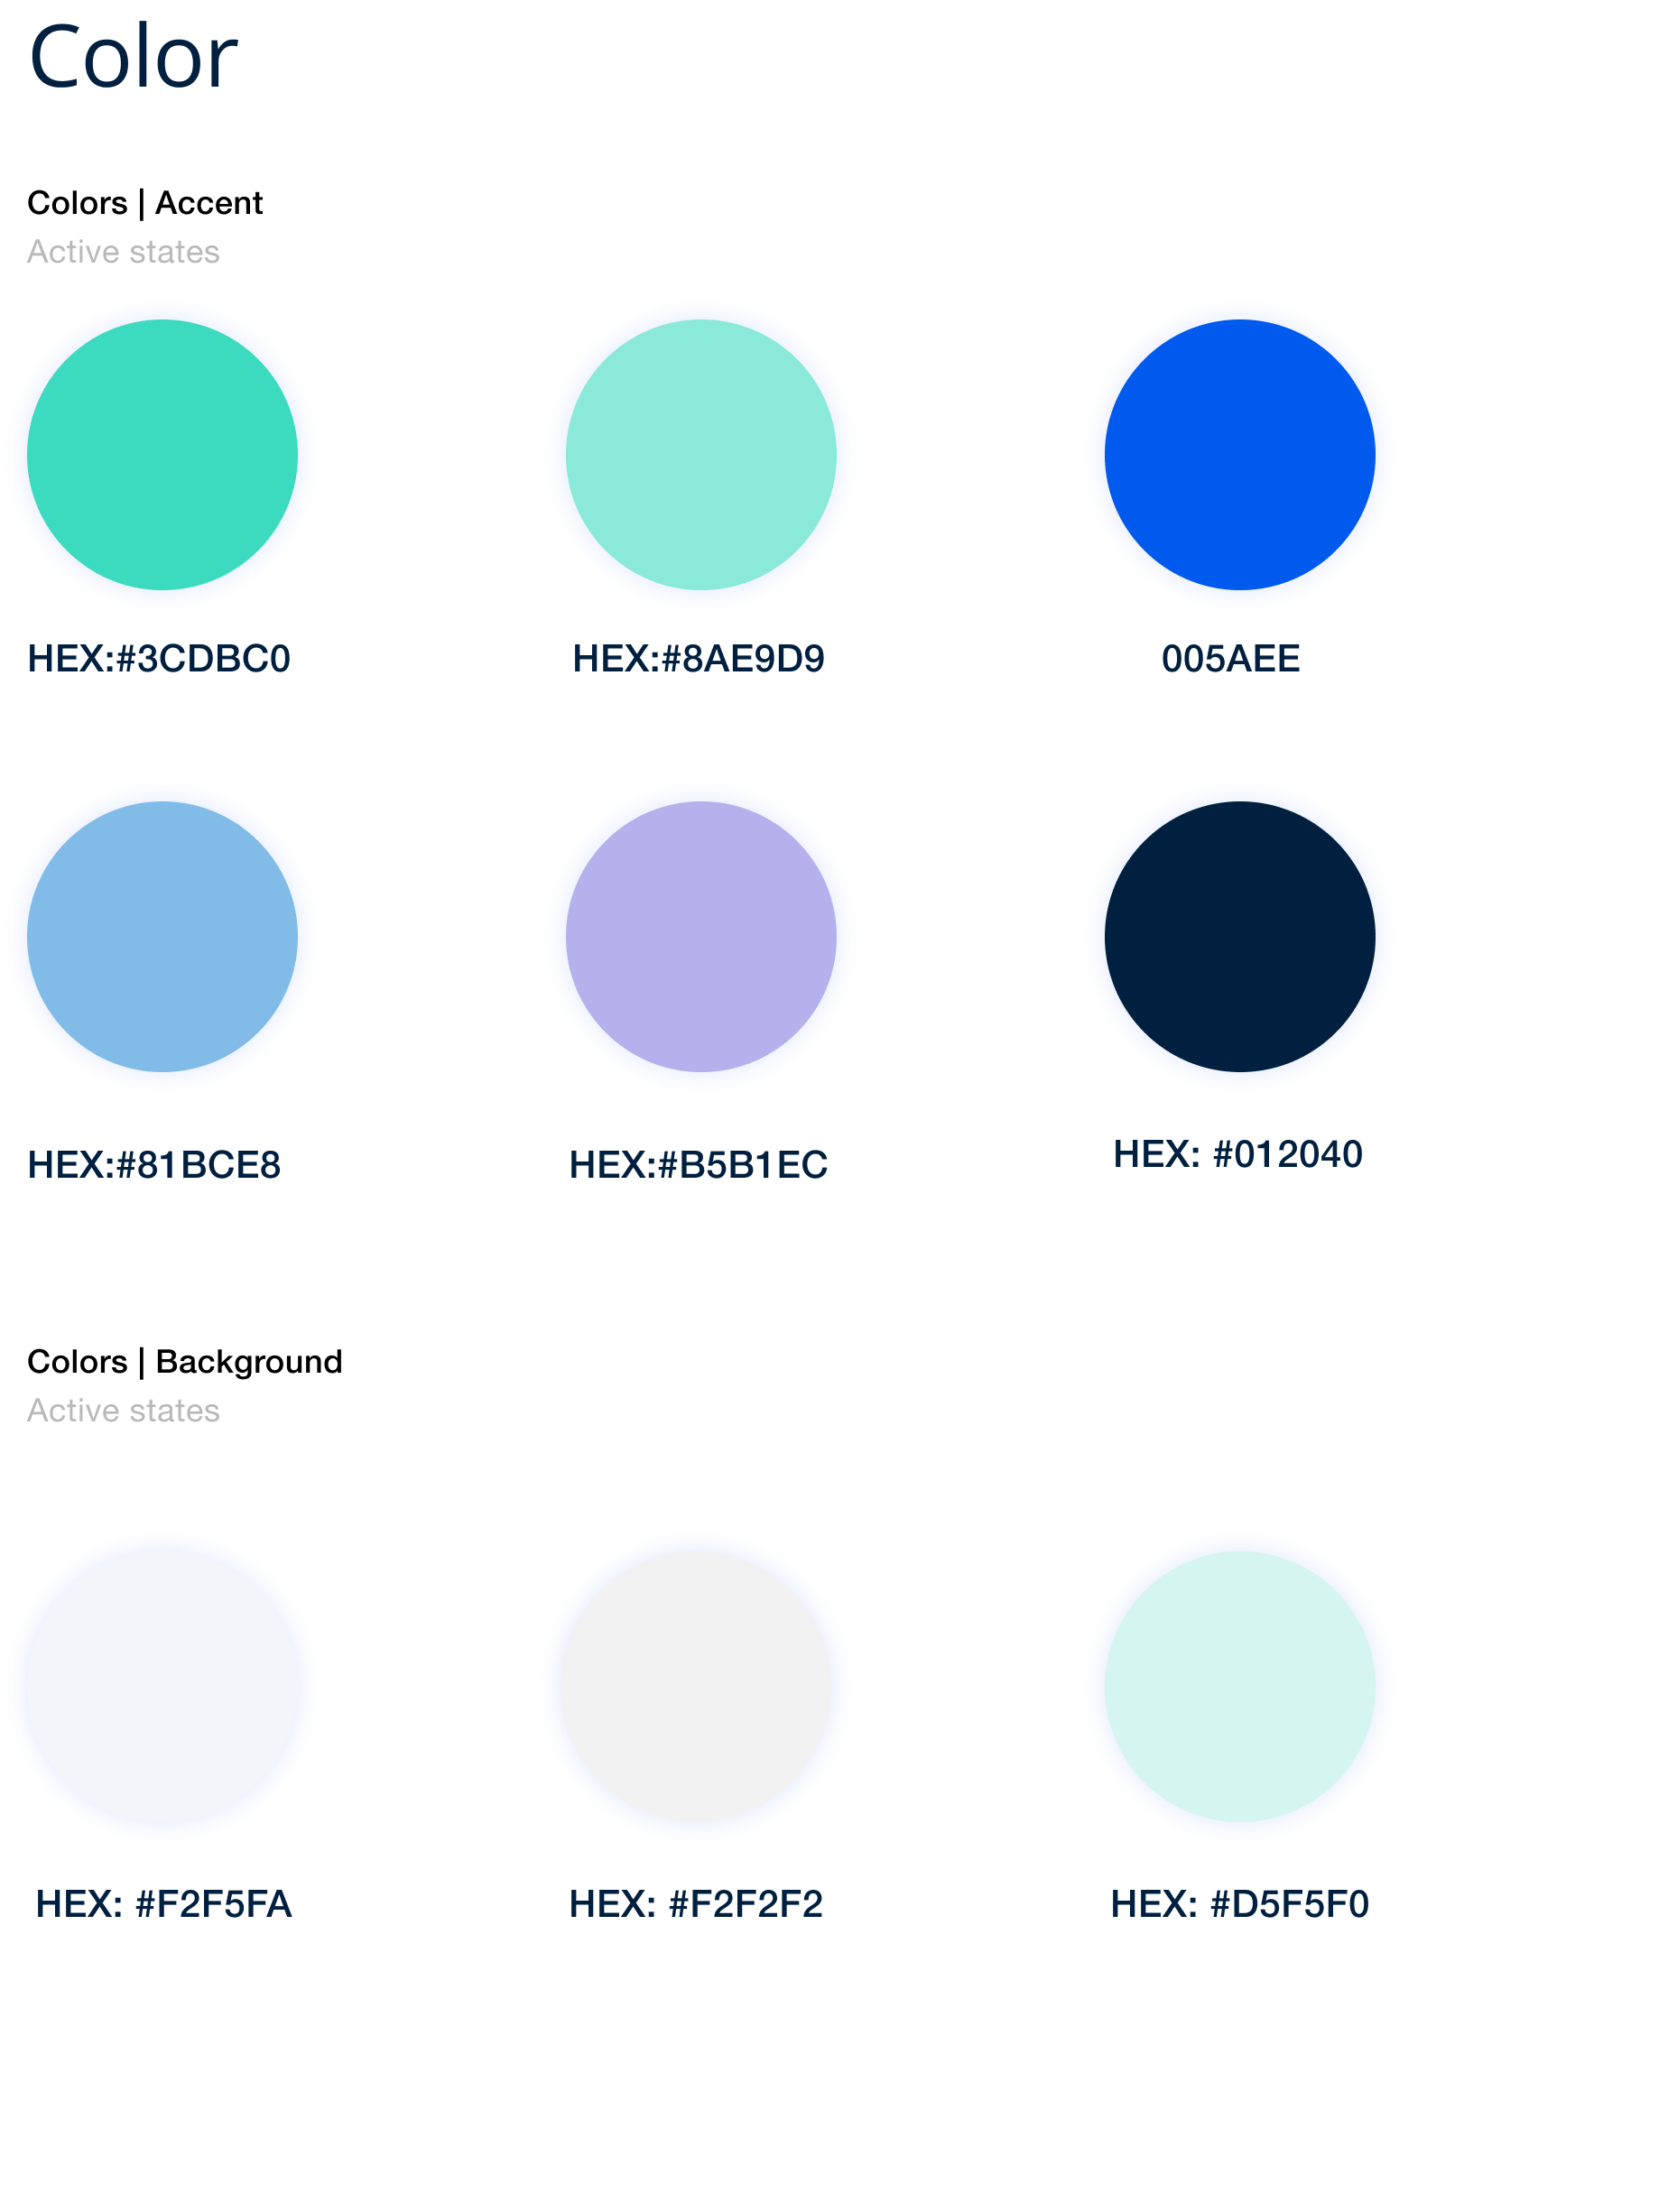 Color
Colors | Accent
Active states
HEX:#3CDBC0
HEX:#8AE9D9
005AEE
HEX:#81BCE8
HEX:#B5B1EC
HEX: #012040
Colors | Background
Active states
HEX: #F2F5FA
HEX: #F2F2F2
HEX: #D5F5F0